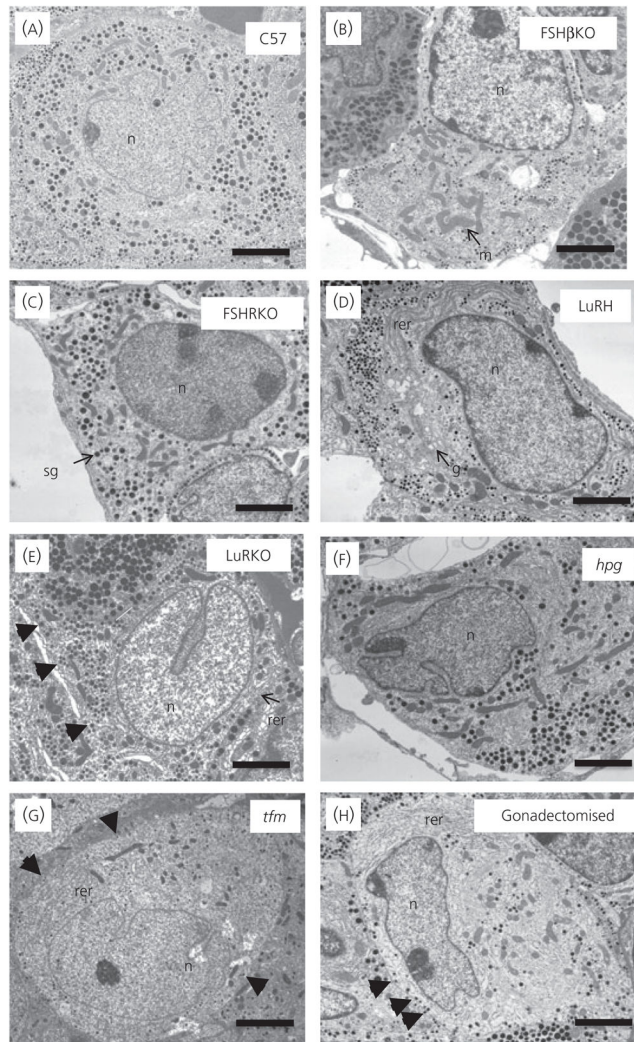 (A)
C57
n
(B)
FSHβKO
n
m
(C)
FSHRKO
n
sg
(D)
LuRH
rer
n
g
(E)
LuRKO
n
rer
(F)
hpg
n
(G)
tfm
rer
n
(H)
Gonadectomised
rer
n